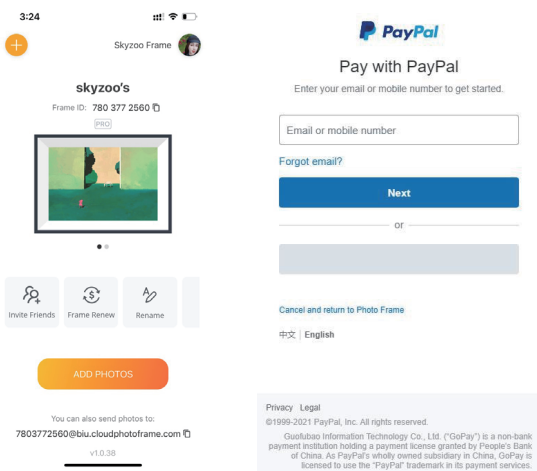 3:24
Skyzoo Frame
skyzoo's
Frame ID: 780 377 2560
PRO
Invite Friends
Frame Renew
Rename
ADD PHOTOS
You can also send photos to:
7803772560@biu.cloudphotoframe.com
v1.0.38
PayPal
Pay with PayPal
Enter your email or mobile number to get started.
Email or mobile number
Forgot email?
Next
or
Cancel and return to Photo Frame
中文 | English
Privacy Legal
©1999-2021 PayPal, Inc. All rights reserved.
Guofubao Information Technology Co., Ltd. ("GoPay") is a non-bank
payment institution holding a payment license granted by People's Bank
of China. As PayPal's wholly owned subsidiary in China, GoPay is
licensed to use the "PayPal" trademark in its payment services.